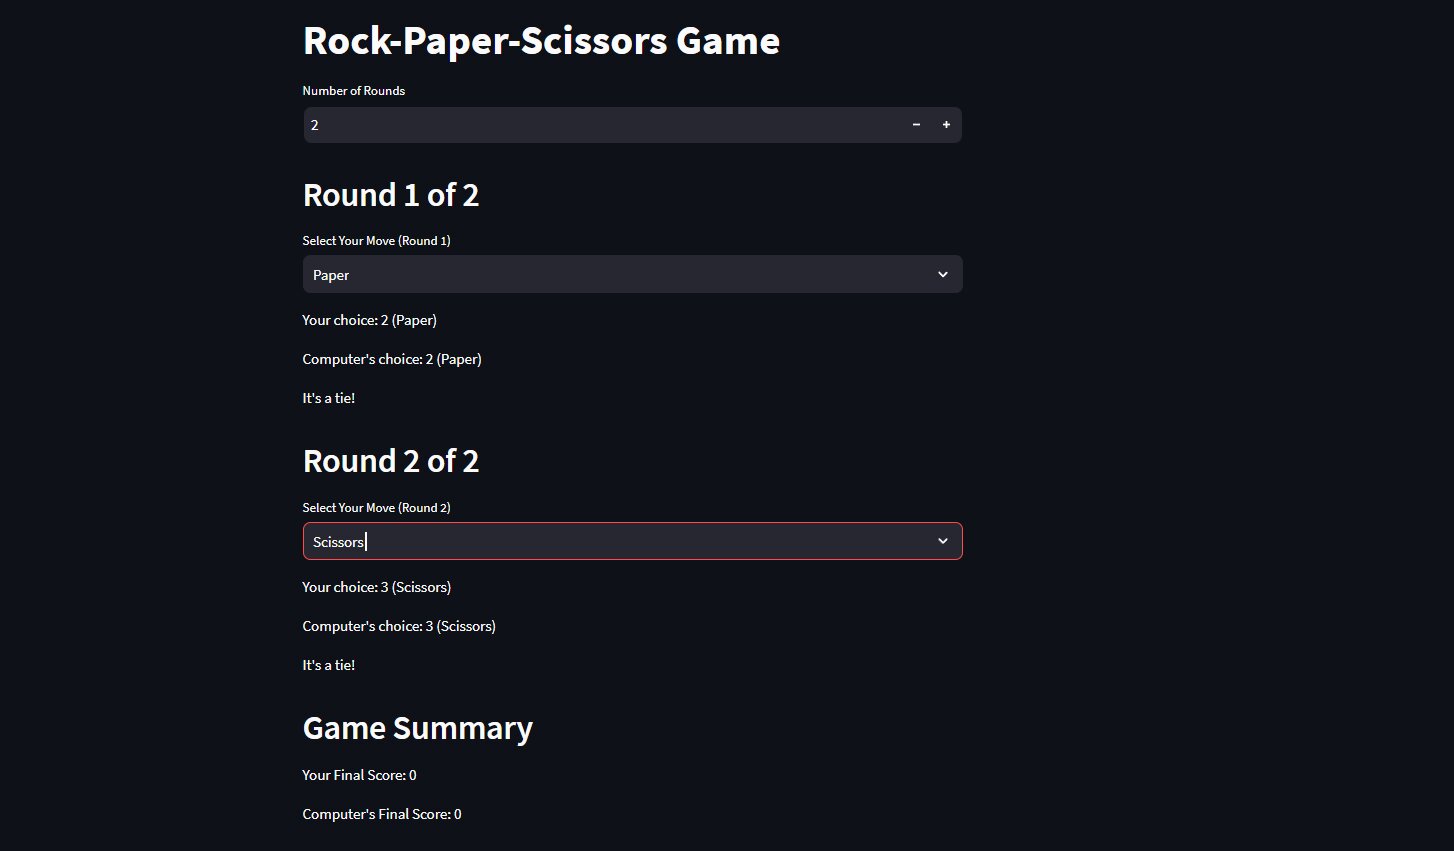 Rock-Paper-Scissors Game
Number of Rounds
2
Round 1 of 2
Select Your Move (Round 1)
Paper
Your choice: 2 (Paper)
Computer's choice: 2 (Paper)
It's a tie!
Round 2 of 2
Select Your Move (Round 2)
Scissors
Your choice: 3 (Scissors)
Computer's choice: 3 (Scissors)
It's a tie!
Game Summary
Your Final Score: 0
Computer's Final Score: 0